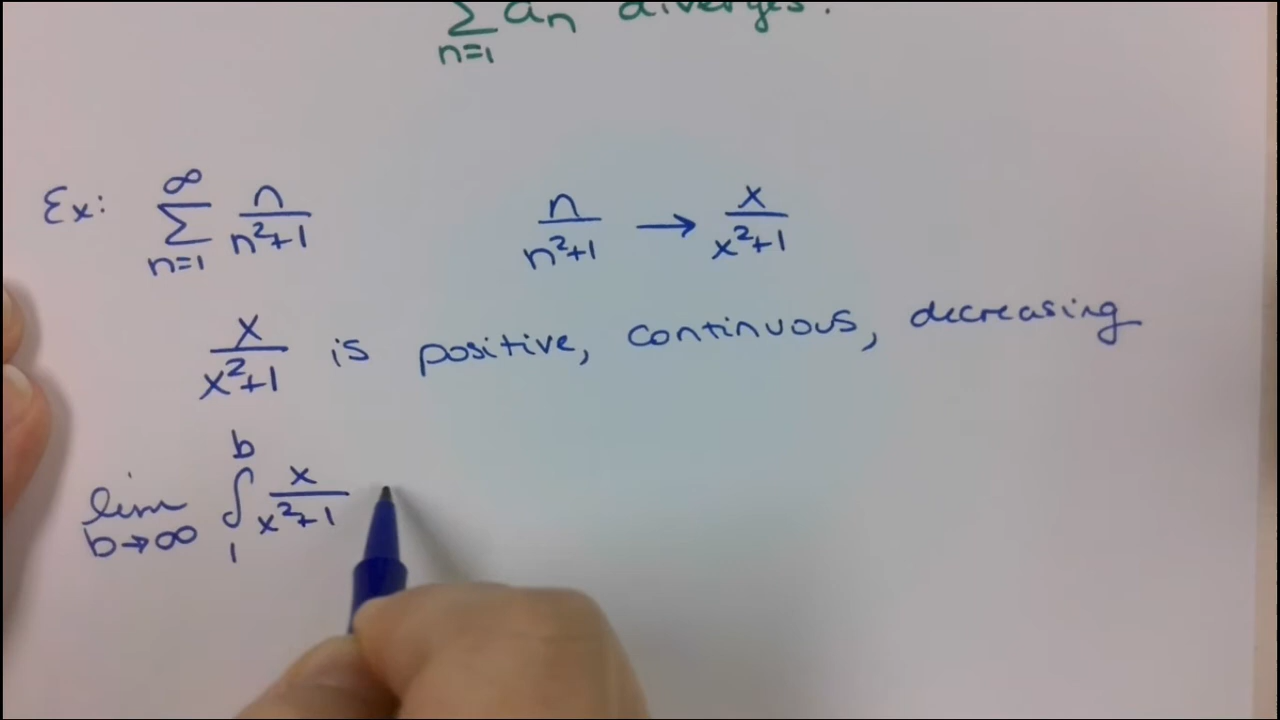 ∑ aₙ diverges.
n=1
Ex: ∞∑n=1 n/(n²+1)   n/(n²+1) → x/(x²+1)
x/(x²+1) is positive, continuous, decreasing
lim b→∞ ∫₁ᵇ x/(x²+1)